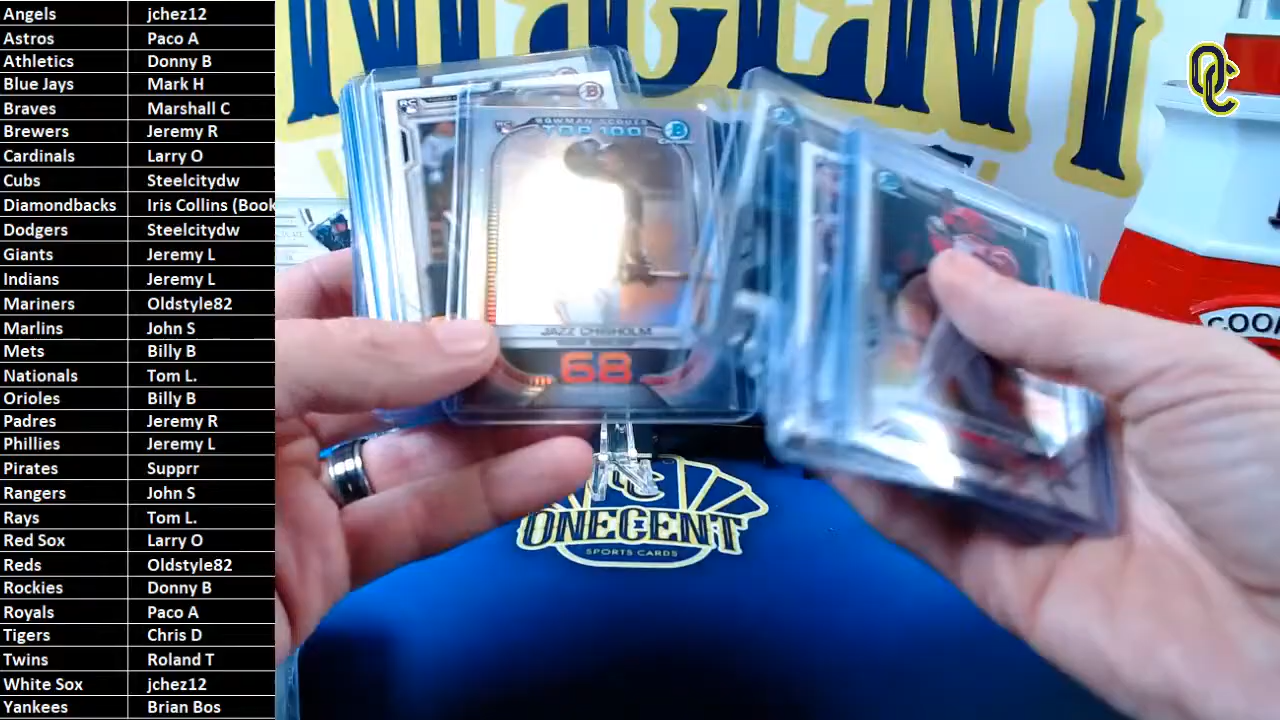 Angels jchez12
Astros Paco A
Athletics Donny B
Blue Jays Mark H
Braves Marshall C
Brewers Jeremy R
Cardinals Larry O
Cubs Steelcitydw
Diamondbacks Iris Collins (Book
Dodgers Steelcitydw
Giants Jeremy L
Indians Jeremy L
Mariners Oldstyle82
Marlins John S
Mets Billy B
Nationals Tom L.
Orioles Billy B
Padres Jeremy R
Phillies Jeremy L
Pirates Supprr
Rangers John S
Rays Tom L.
Red Sox Larry O
Reds Oldstyle82
Rockies Donny B
Royals Paco A
Tigers Chris D
Twins Roland T
White Sox jchez12
Yankees Brian Bos
OC
RC
B
BOWMAN SCOUTS
TOP 100
JAZZ CHISHOLM
68
ONECENT
SPORTS CARDS